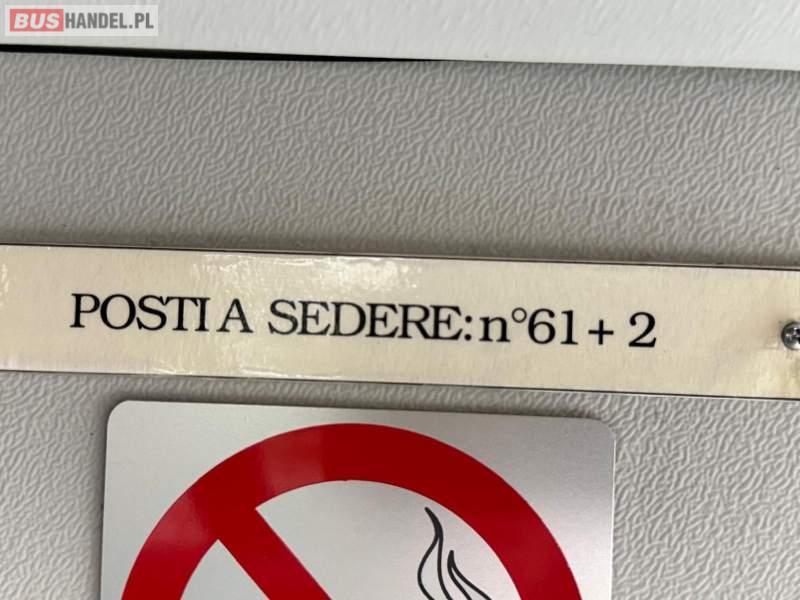 BUSHANDEL.PL
POSTI A SEDERE: n°61 + 2